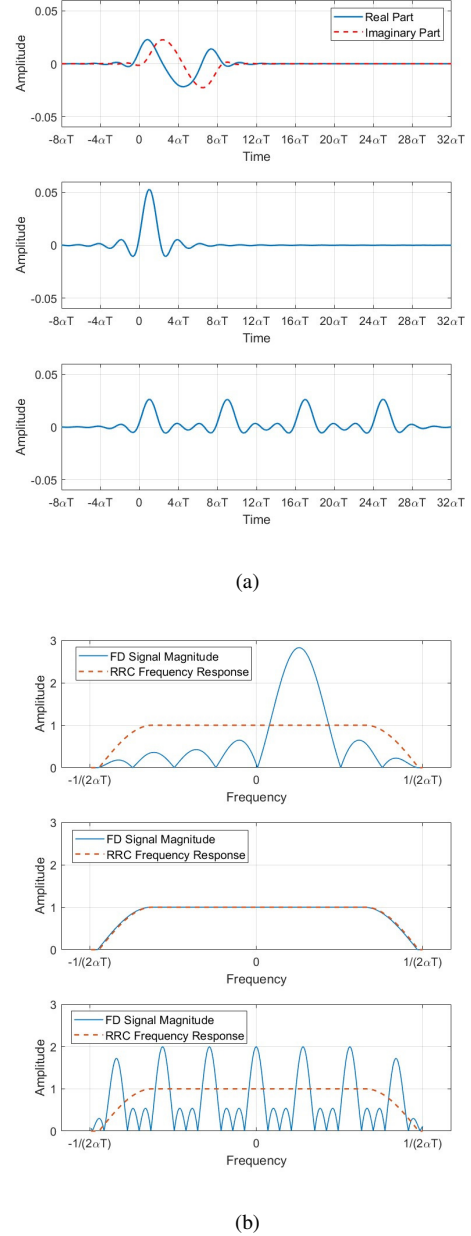 0.05
Real Part
Imaginary Part
Amplitude
0
-0.05
-8αT -4αT 0 4αT 8αT 12αT 16αT 20αT 24αT 28αT 32αT
Time
0.05
Amplitude
0
-0.05
-8αT -4αT 0 4αT 8αT 12αT 16αT 20αT 24αT 28αT 32αT
Time
0.05
Amplitude
0
-0.05
-8αT -4αT 0 4αT 8αT 12αT 16αT 20αT 24αT 28αT 32αT
Time
(a)
3
FD Signal Magnitude
RRC Frequency Response
2
Amplitude
1
0
-1/(2αT) 0 1/(2αT)
Frequency
3
FD Signal Magnitude
RRC Frequency Response
2
Amplitude
1
0
-1/(2αT) 0 1/(2αT)
Frequency
3
FD Signal Magnitude
RRC Frequency Response
2
Amplitude
1
0
-1/(2αT) 0 1/(2αT)
Frequency
(b)